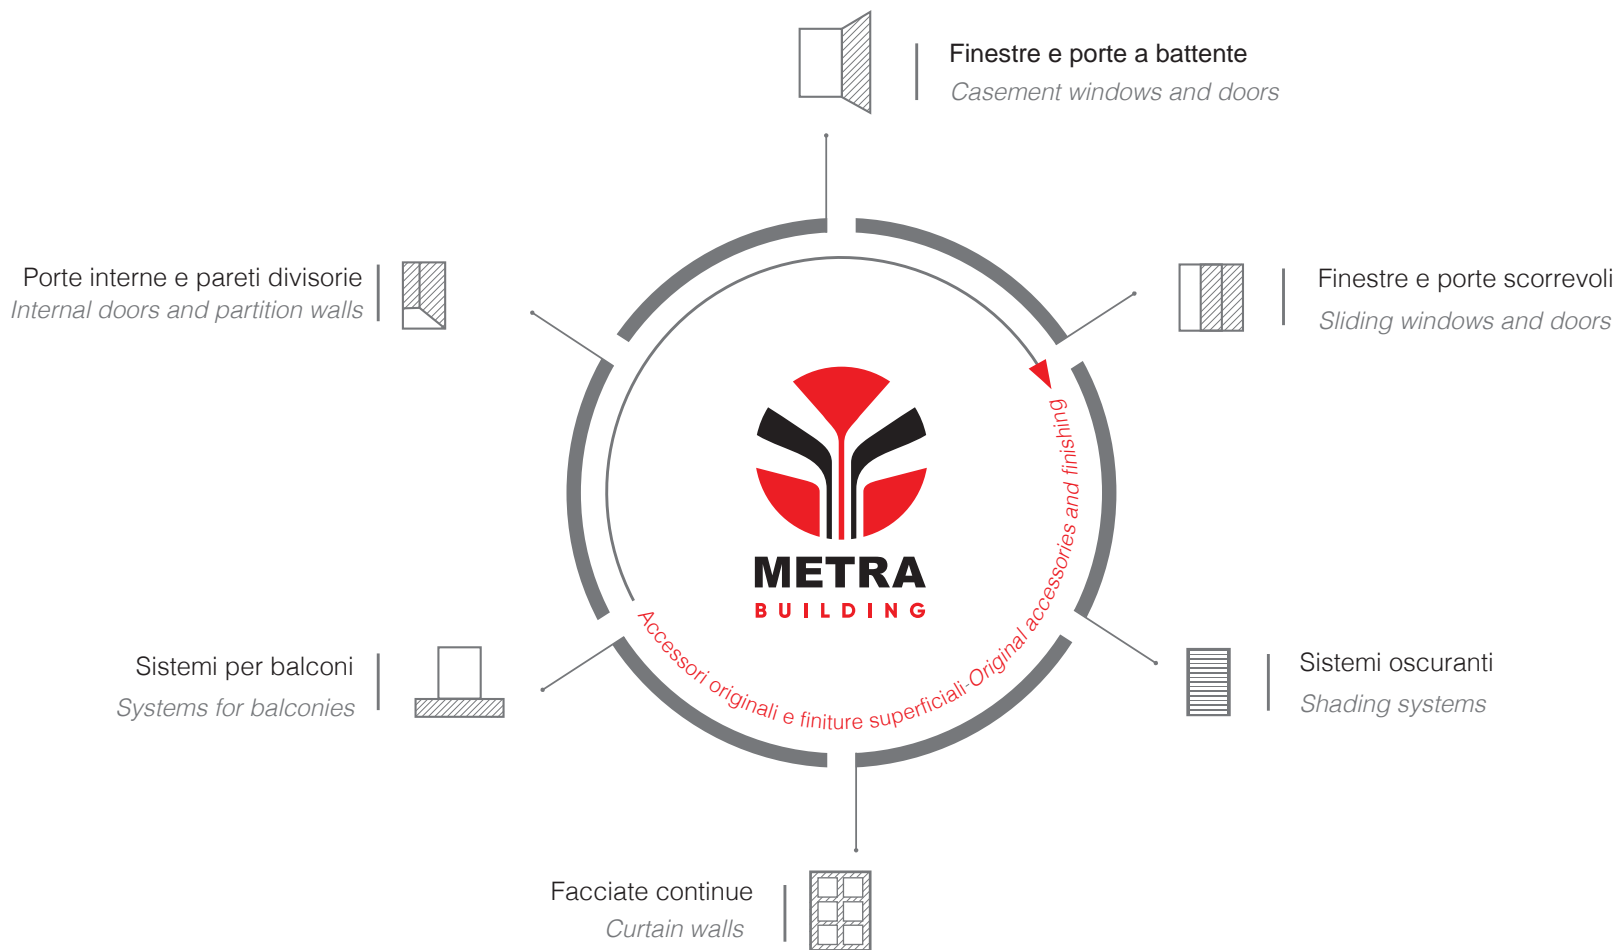 Finestre e porte a battente
Casement windows and doors
Porte interne e pareti divisorie
Internal doors and partition walls
Finestre e porte scorrevoli
Sliding windows and doors
METRA
BUILDING
Accessori originali e finiture superficiali-Original accessories and finishing
Sistemi per balconi
Systems for balconies
Sistemi oscuranti
Shading systems
Facciate continue
Curtain walls